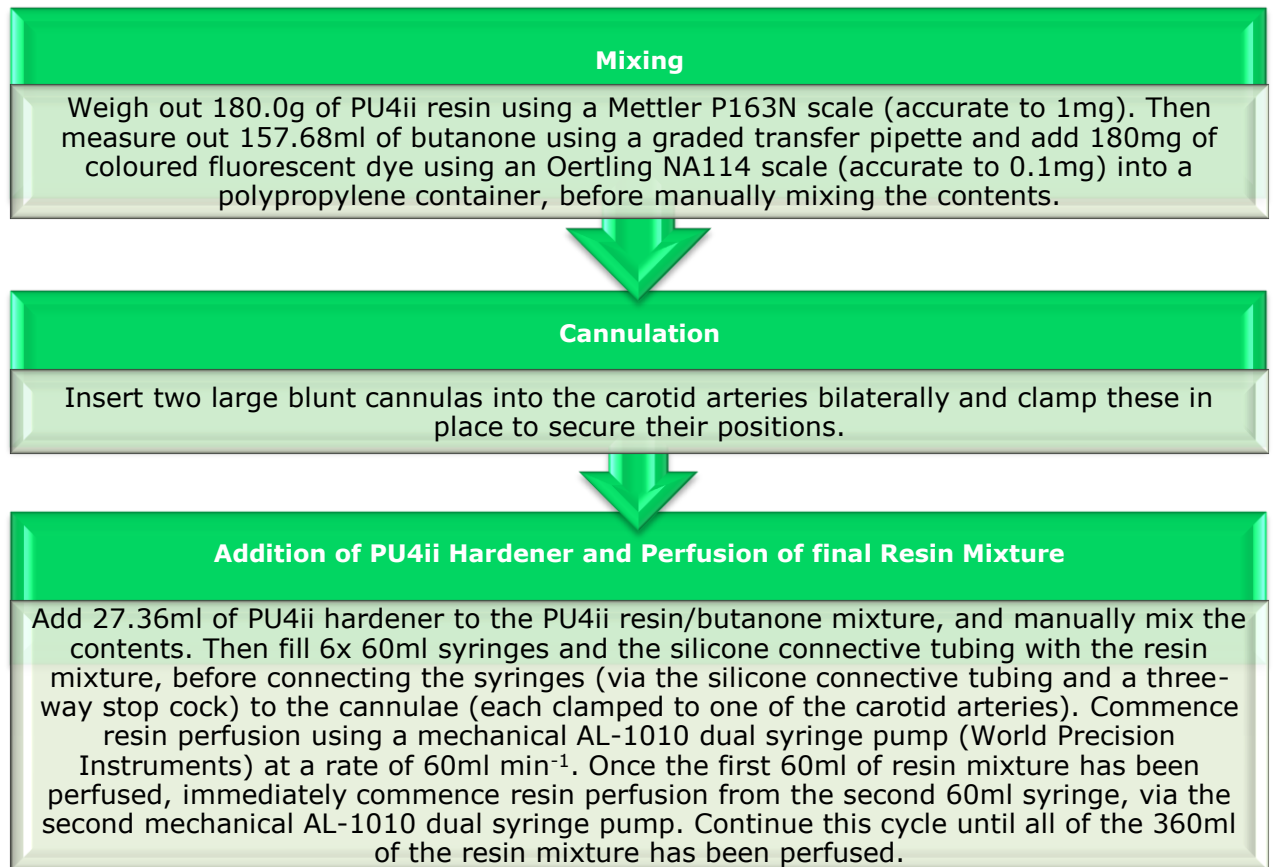 Mixing
Weigh out 180.0g of PU4ii resin using a Mettler P163N scale (accurate to 1mg). Then
measure out 157.68ml of butanone using a graded transfer pipette and add 180mg of
coloured fluorescent dye using an Oertling NA114 scale (accurate to 0.1mg) into a
polypropylene container, before manually mixing the contents.
Cannulation
Insert two large blunt cannulas into the carotid arteries bilaterally and clamp these in
place to secure their positions.
Addition of PU4ii Hardener and Perfusion of final Resin Mixture
Add 27.36ml of PU4ii hardener to the PU4ii resin/butanone mixture, and manually mix the
contents. Then fill 6x 60ml syringes and the silicone connective tubing with the resin
mixture, before connecting the syringes (via the silicone connective tubing and a three-
way stop cock) to the cannulae (each clamped to one of the carotid arteries). Commence
resin perfusion using a mechanical AL-1010 dual syringe pump (World Precision
Instruments) at a rate of 60ml min⁻¹. Once the first 60ml of resin mixture has been
perfused, immediately commence resin perfusion from the second 60ml syringe, via the
second mechanical AL-1010 dual syringe pump. Continue this cycle until all of the 360ml
of the resin mixture has been perfused.